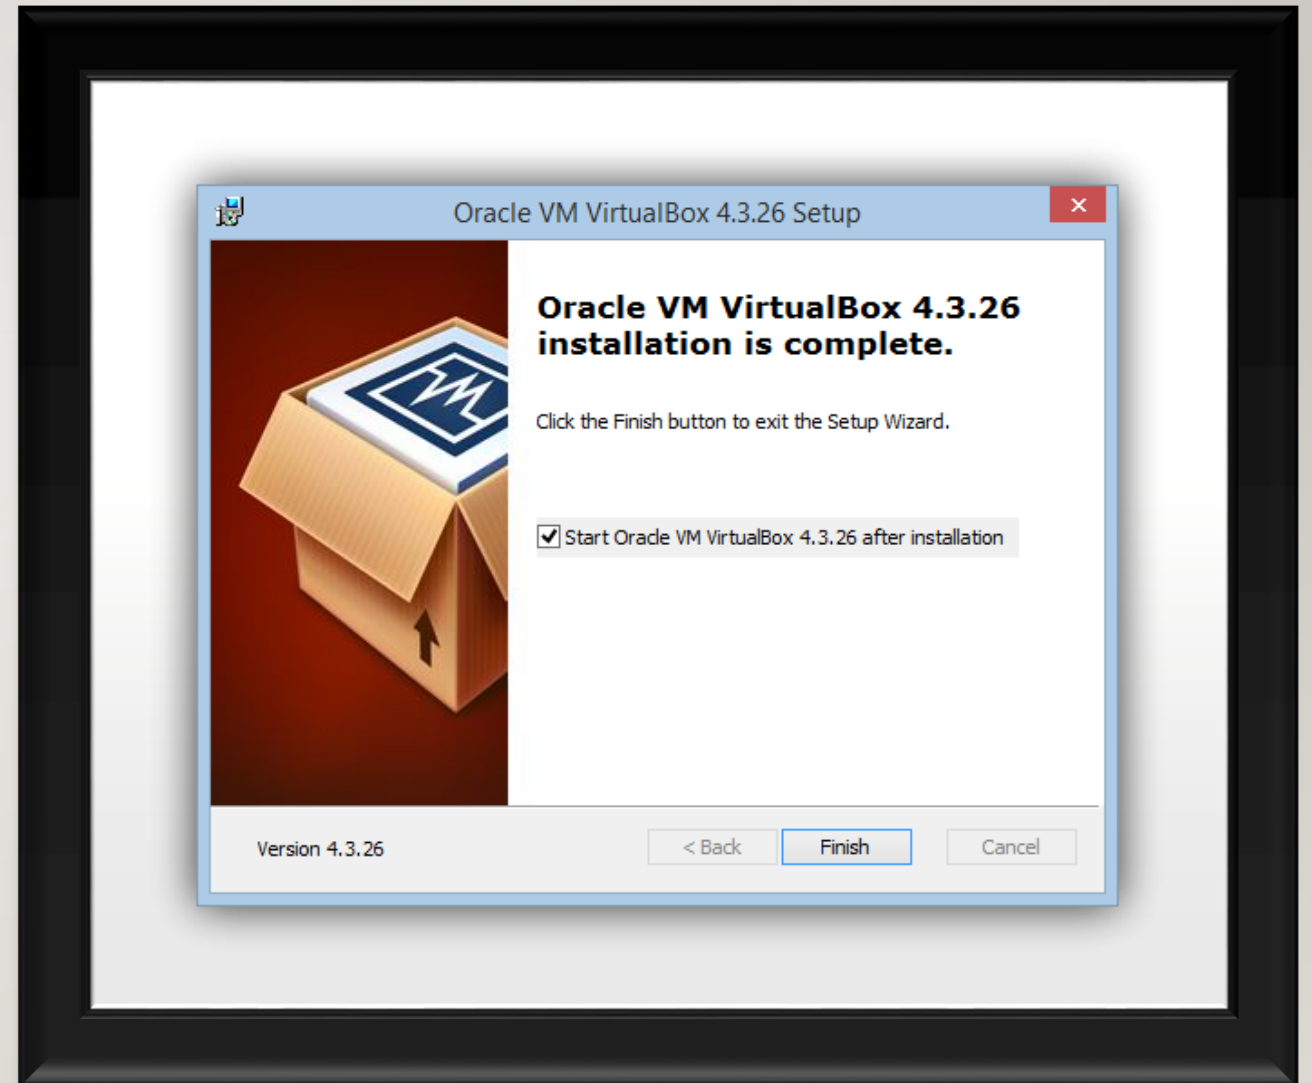 Oracle VM VirtualBox 4.3.26 Setup
Oracle VM VirtualBox 4.3.26
installation is complete.
Click the Finish button to exit the Setup Wizard.
Start Oracle VM VirtualBox 4.3.26 after installation
Version 4.3.26
< Back
Finish
Cancel